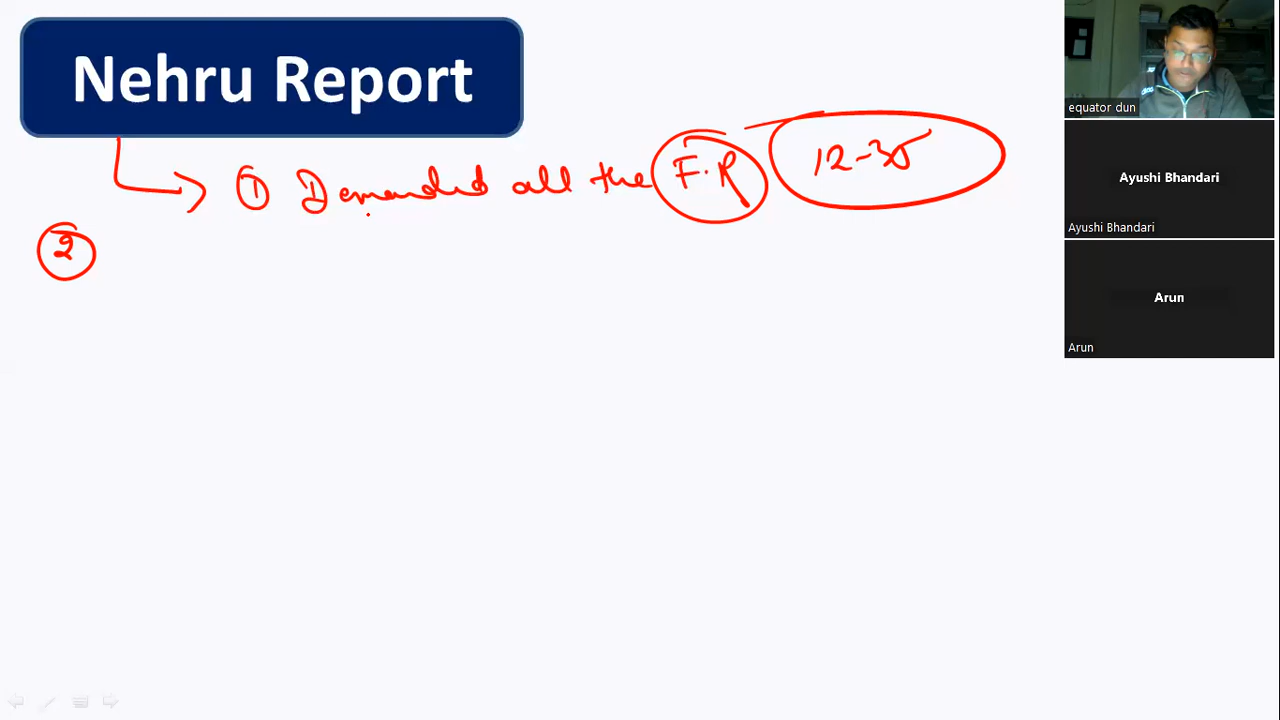 Nehru Report
① Demanded all the F.R 12-35
②
equator dun
Ayushi Bhandari
Ayushi Bhandari
Arun
Arun